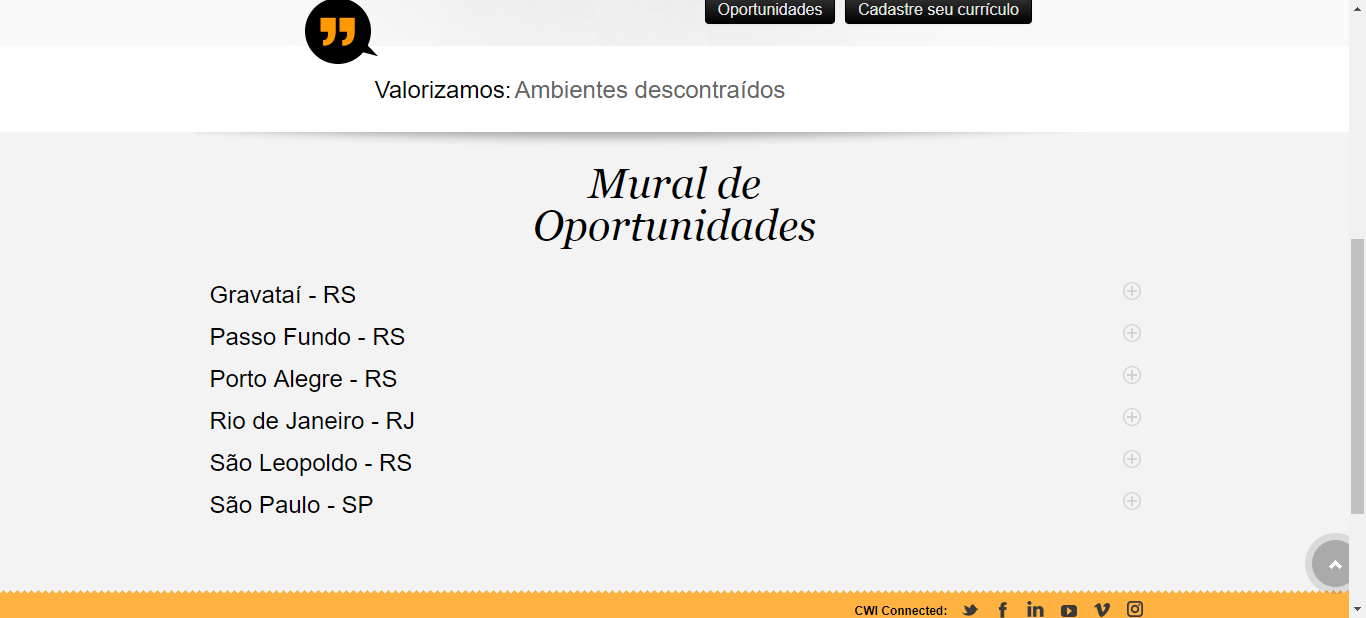 Oportunidades Cadastre seu currículo
Valorizamos: Ambientes descontraídos
Mural de
Oportunidades
Gravataí - RS
Passo Fundo - RS
Porto Alegre - RS
Rio de Janeiro - RJ
São Leopoldo - RS
São Paulo - SP
CWI Connected: